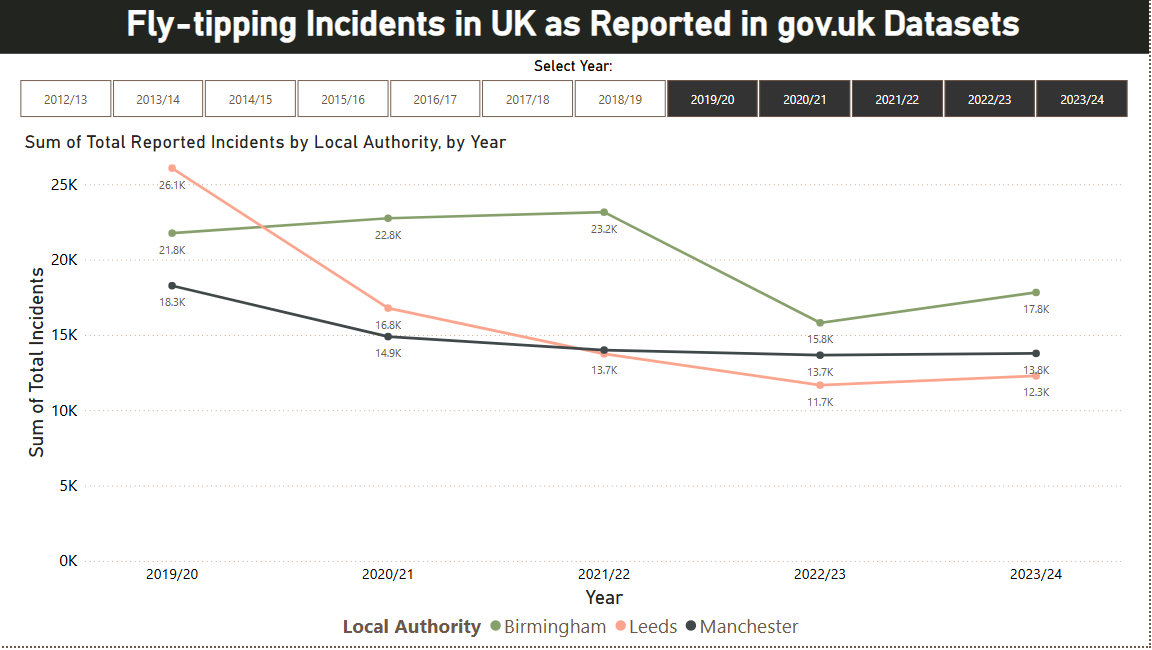 Fly-tipping Incidents in UK as Reported in gov.uk Datasets
Select Year:
2012/13 2013/14 2014/15 2015/16 2016/17 2017/18 2018/19 2019/20 2020/21 2021/22 2022/23 2023/24
Sum of Total Reported Incidents by Local Authority, by Year
Sum of Total Incidents
25K
20K
15K
10K
5K
0K
26.1K
21.8K
18.3K
22.8K
16.8K
14.9K
23.2K
13.7K
15.8K
13.7K
11.7K
17.8K
13.8K
12.3K
2019/20 2020/21 2021/22 2022/23 2023/24
Year
Local Authority Birmingham Leeds Manchester